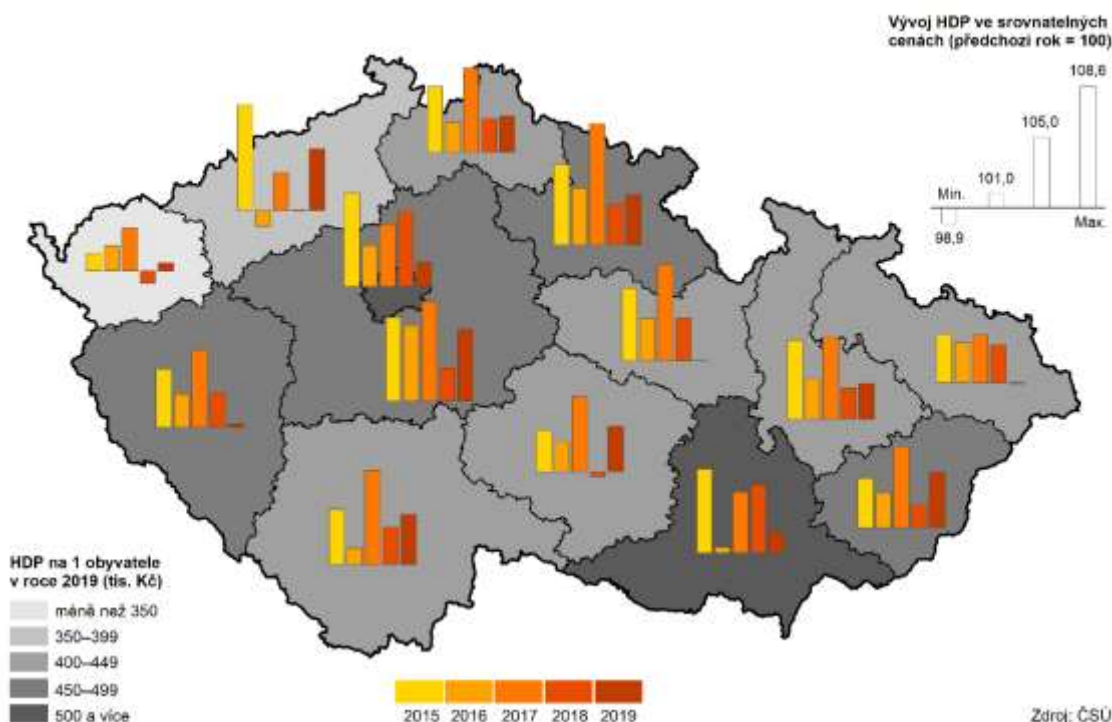 Vývoj HDP ve srovnatelných
cenách (předchozí rok = 100)
108,6
105,0
101,0
Min.
98,9
Max.
HDP na 1 obyvatele
v roce 2019 (tis. Kč)
méně než 350
350–399
400–449
450–499
500 a více
2015 2016 2017 2018 2019
Zdroj: ČSÚ